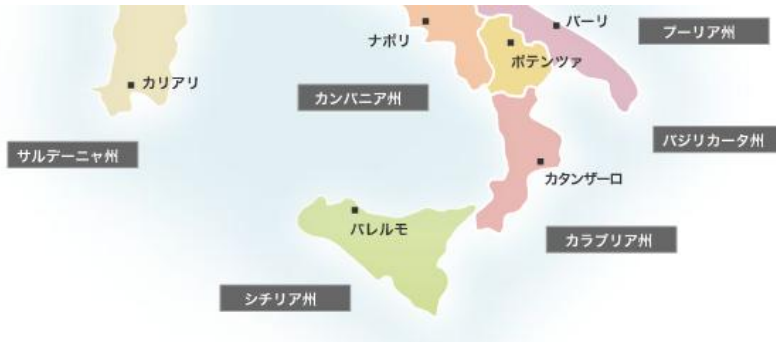 バーリ
プーリア州
ナポリ
ポテンツァ
カリアリ
カンパニア州
バジリカータ州
サルデーニャ州
カタンザーロ
パレルモ
カラブリア州
シチリア州